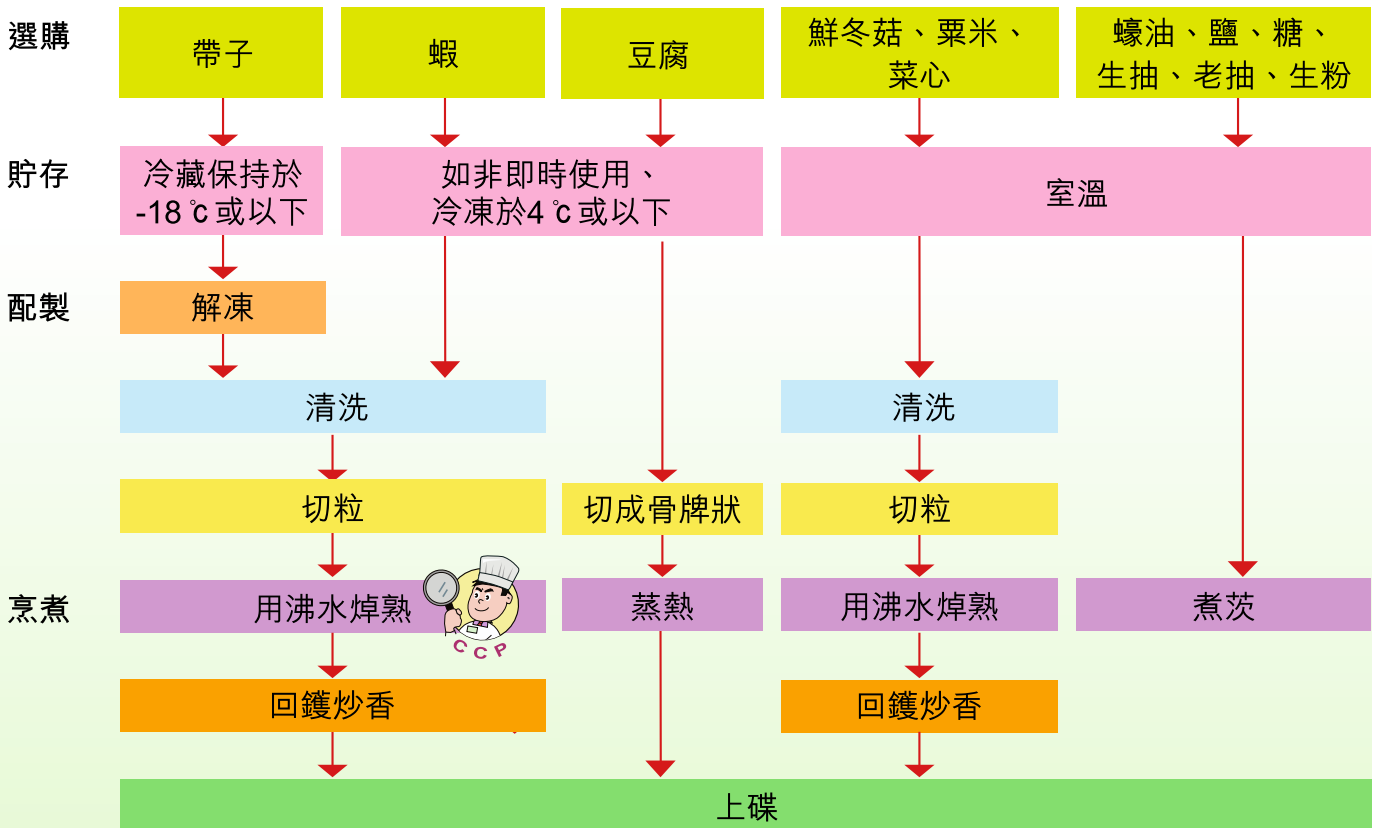 選購
帶子
蝦
豆腐
鮮冬菇、粟米、
菜心
蠔油、鹽、糖、
生抽、老抽、生粉
貯存
冷藏保持於
-18℃或以下
如非即時使用、
冷凍於4℃或以下
室溫
配製
解凍
清洗
清洗
切粒
切成骨牌狀
切粒
烹煮
用沸水焯熟
CCP
蒸熱
用沸水焯熟
煮茨
回鑊炒香
回鑊炒香
上碟